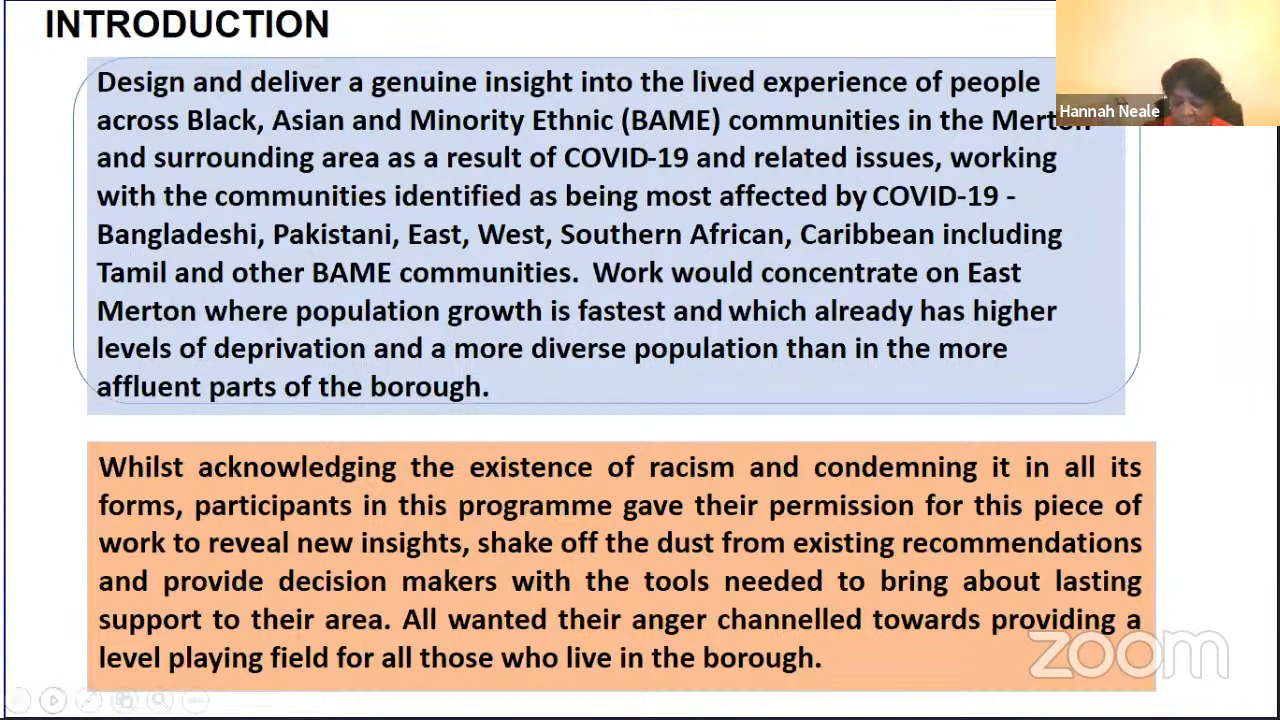 INTRODUCTION
Design and deliver a genuine insight into the lived experience of people
across Black, Asian and Minority Ethnic (BAME) communities in the Merton
and surrounding area as a result of COVID-19 and related issues, working
with the communities identified as being most affected by COVID-19 -
Bangladeshi, Pakistani, East, West, Southern African, Caribbean including
Tamil and other BAME communities. Work would concentrate on East
Merton where population growth is fastest and which already has higher
levels of deprivation and a more diverse population than in the more
affluent parts of the borough.
Hannah Neale
Whilst acknowledging the existence of racism and condemning it in all its
forms, participants in this programme gave their permission for this piece of
work to reveal new insights, shake off the dust from existing recommendations
and provide decision makers with the tools needed to bring about lasting
support to their area. All wanted their anger channelled towards providing a
level playing field for all those who live in the borough.
zoom